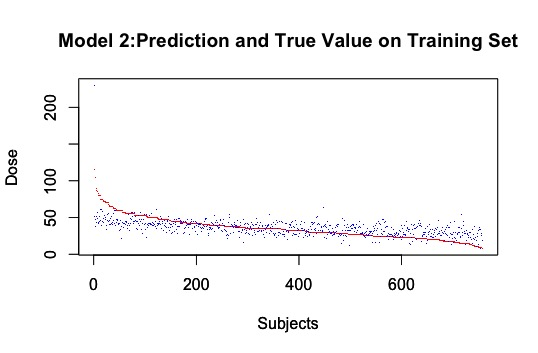 Model 2:Prediction and True Value on Training Set
200
100
50
0
Dose
0 200 400 600
Subjects